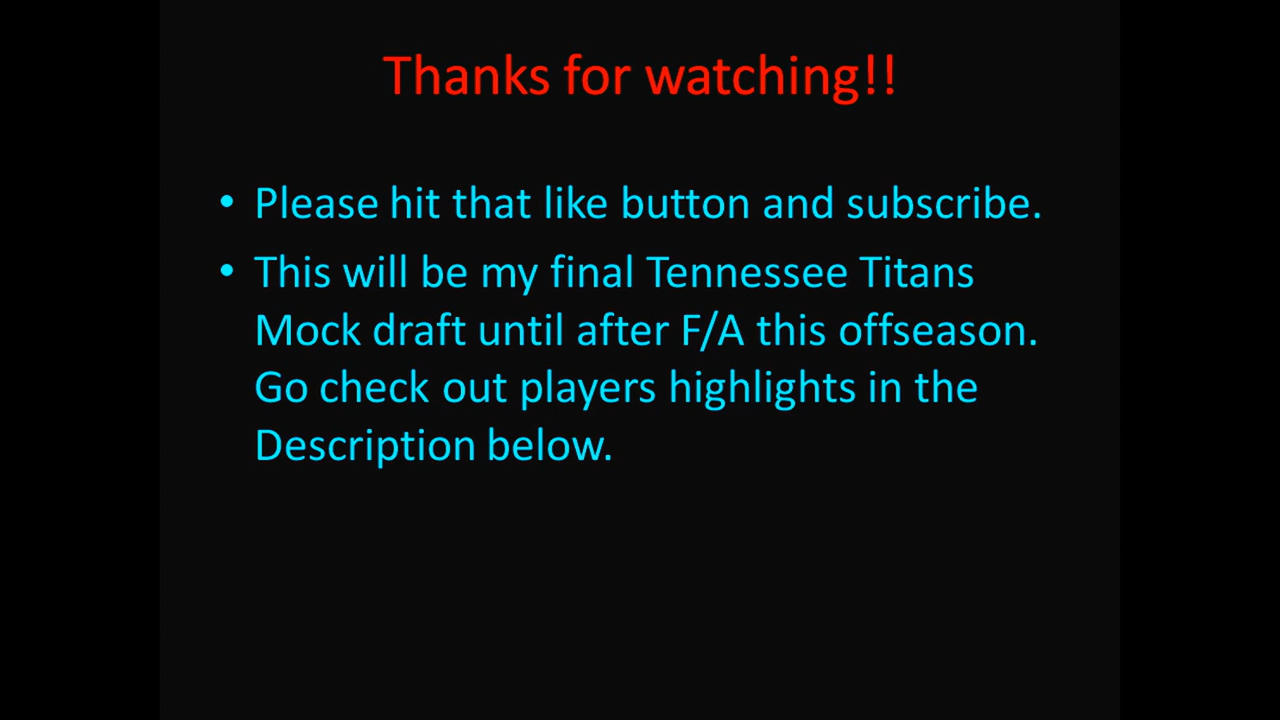 Thanks for watching!!
• Please hit that like button and subscribe.
• This will be my final Tennessee Titans
Mock draft until after F/A this offseason.
Go check out players highlights in the
Description below.